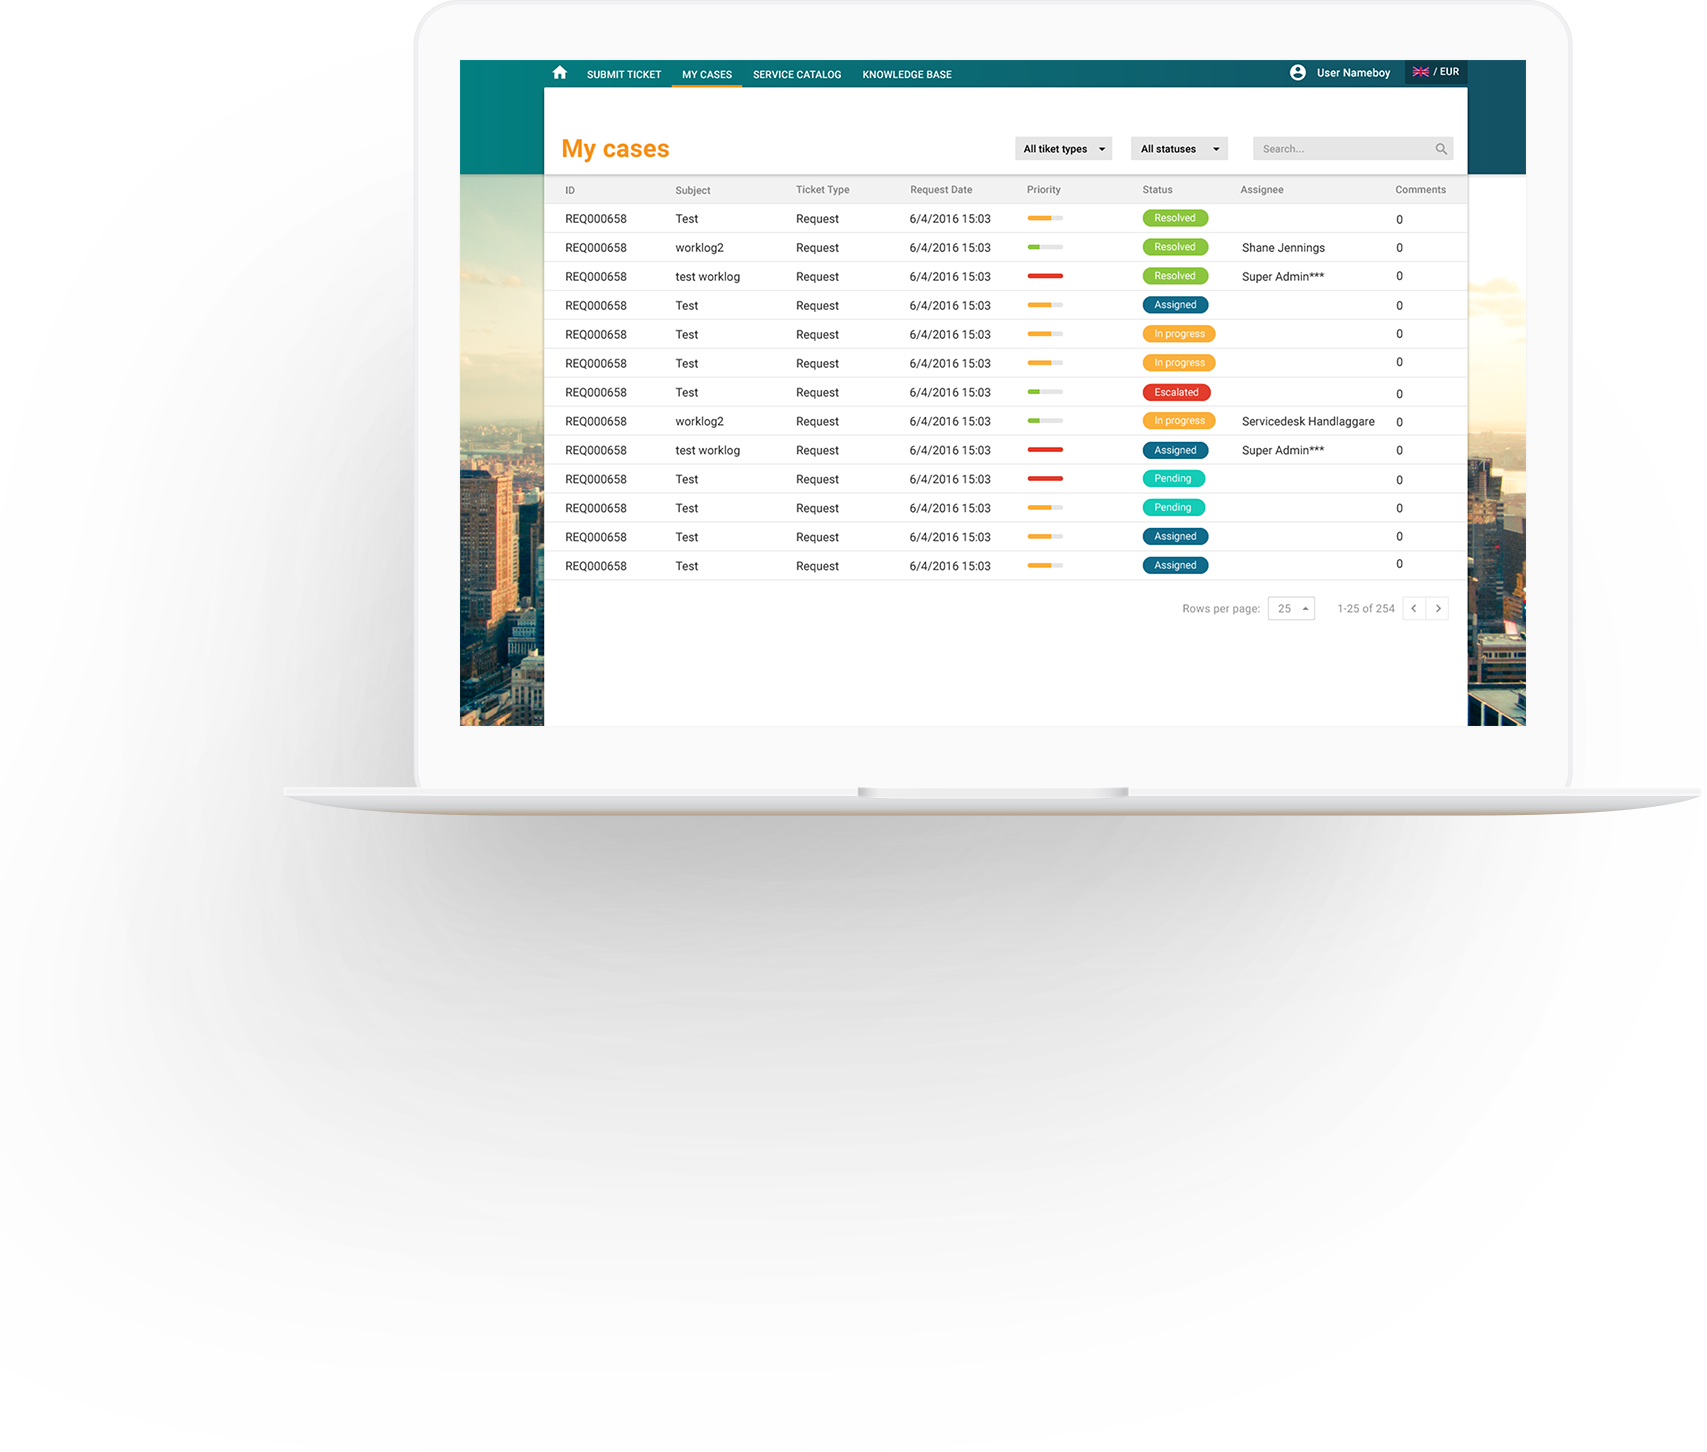 SUBMIT TICKET MY CASES SERVICE CATALOG KNOWLEDGE BASE User Nameboy / EUR
My cases All tiket types All statuses Search...
ID Subject Ticket Type Request Date Priority Status Assignee Comments
REQ000658 Test Request 6/4/2016 15:03 Resolved 0
REQ000658 worklog2 Request 6/4/2016 15:03 Resolved Shane Jennings 0
REQ000658 test worklog Request 6/4/2016 15:03 Resolved Super Admin*** 0
REQ000658 Test Request 6/4/2016 15:03 Assigned 0
REQ000658 Test Request 6/4/2016 15:03 In progress 0
REQ000658 Test Request 6/4/2016 15:03 In progress 0
REQ000658 Test Request 6/4/2016 15:03 Escalated 0
REQ000658 worklog2 Request 6/4/2016 15:03 In progress Servicedesk Handlaggare 0
REQ000658 test worklog Request 6/4/2016 15:03 Assigned Super Admin*** 0
REQ000658 Test Request 6/4/2016 15:03 Pending 0
REQ000658 Test Request 6/4/2016 15:03 Pending 0
REQ000658 Test Request 6/4/2016 15:03 Assigned 0
REQ000658 Test Request 6/4/2016 15:03 Assigned 0
Rows per page: 25 1-25 of 254